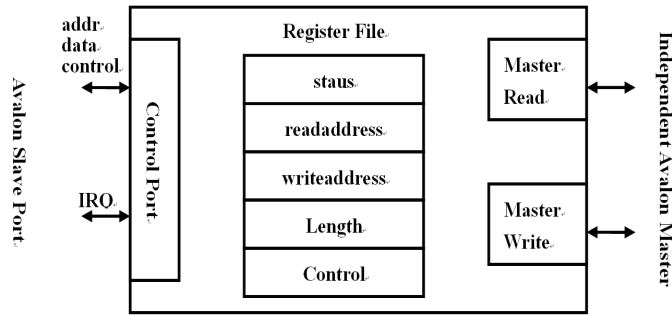 addr
data
control
Avalon Slave Port
IRQ
Control Port
Register File
staus
readaddress
writeaddress
Length
Control
Master
Read
Master
Write
Independent Avalon Master